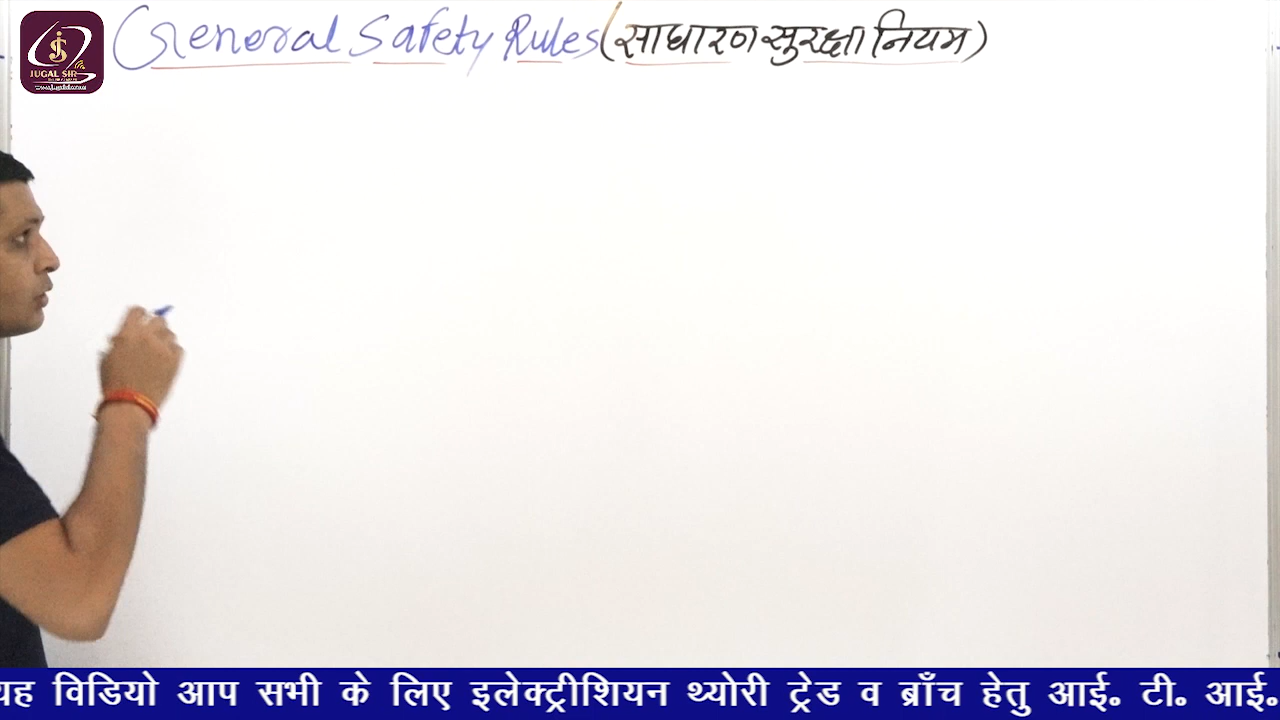 General Safety Rules (साधारण सुरक्षा नियम)
JUGAL SIR
यह विडियो आप सभी के लिए इलेक्ट्रीशियन थ्योरी ट्रेड व ब्राँच हेतु आई. टी. आई.